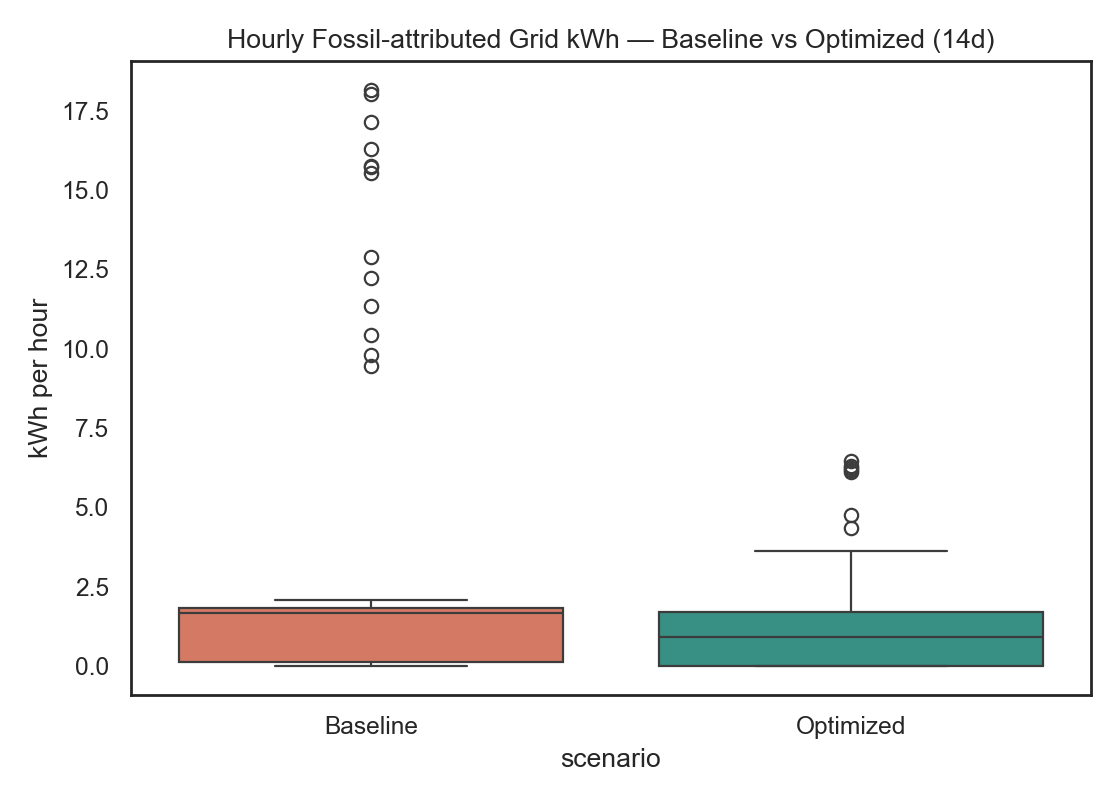 Hourly Fossil-attributed Grid kWh — Baseline vs Optimized (14d)
17.5
15.0
12.5
10.0
7.5
5.0
2.5
0.0
kWh per hour
Baseline
Optimized
scenario